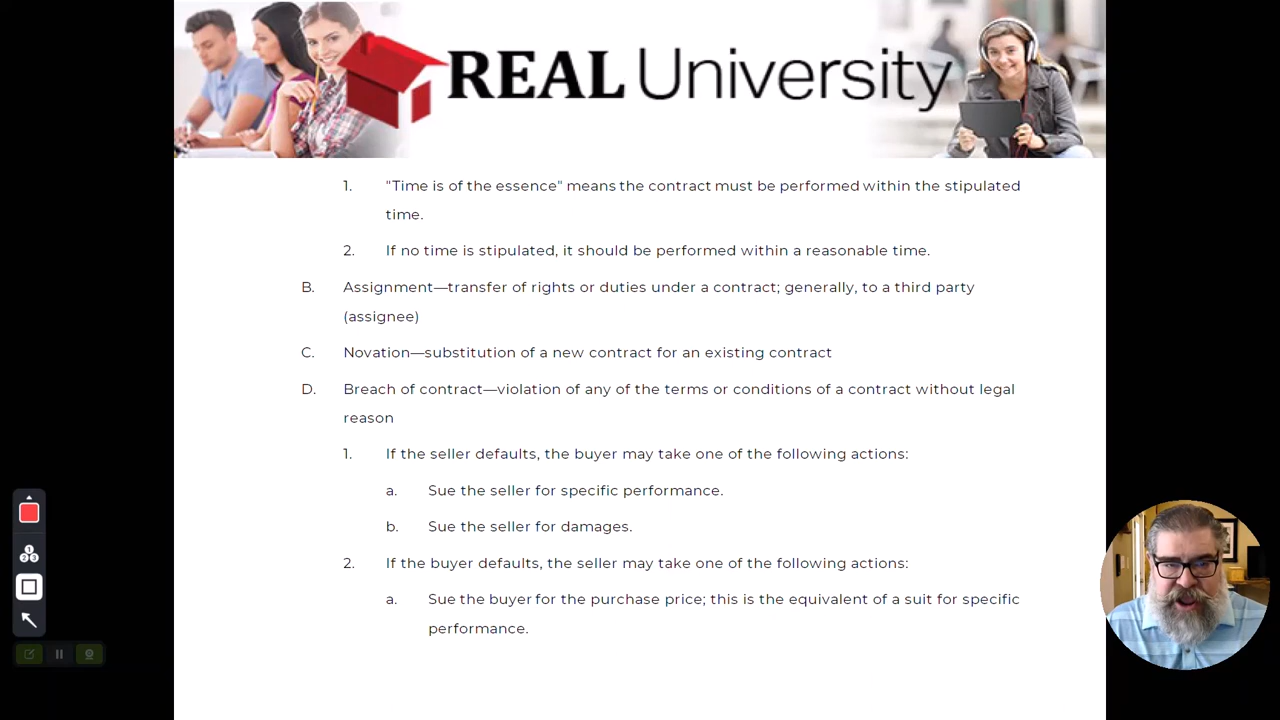 REAL University
1. "Time is of the essence" means the contract must be performed within the stipulated
time.
2. If no time is stipulated, it should be performed within a reasonable time.
B. Assignment—transfer of rights or duties under a contract; generally, to a third party
(assignee)
C. Novation—substitution of a new contract for an existing contract
D. Breach of contract—violation of any of the terms or conditions of a contract without legal
reason
1. If the seller defaults, the buyer may take one of the following actions:
a. Sue the seller for specific performance.
b. Sue the seller for damages.
2. If the buyer defaults, the seller may take one of the following actions:
a. Sue the buyer for the purchase price; this is the equivalent of a suit for specific
performance.